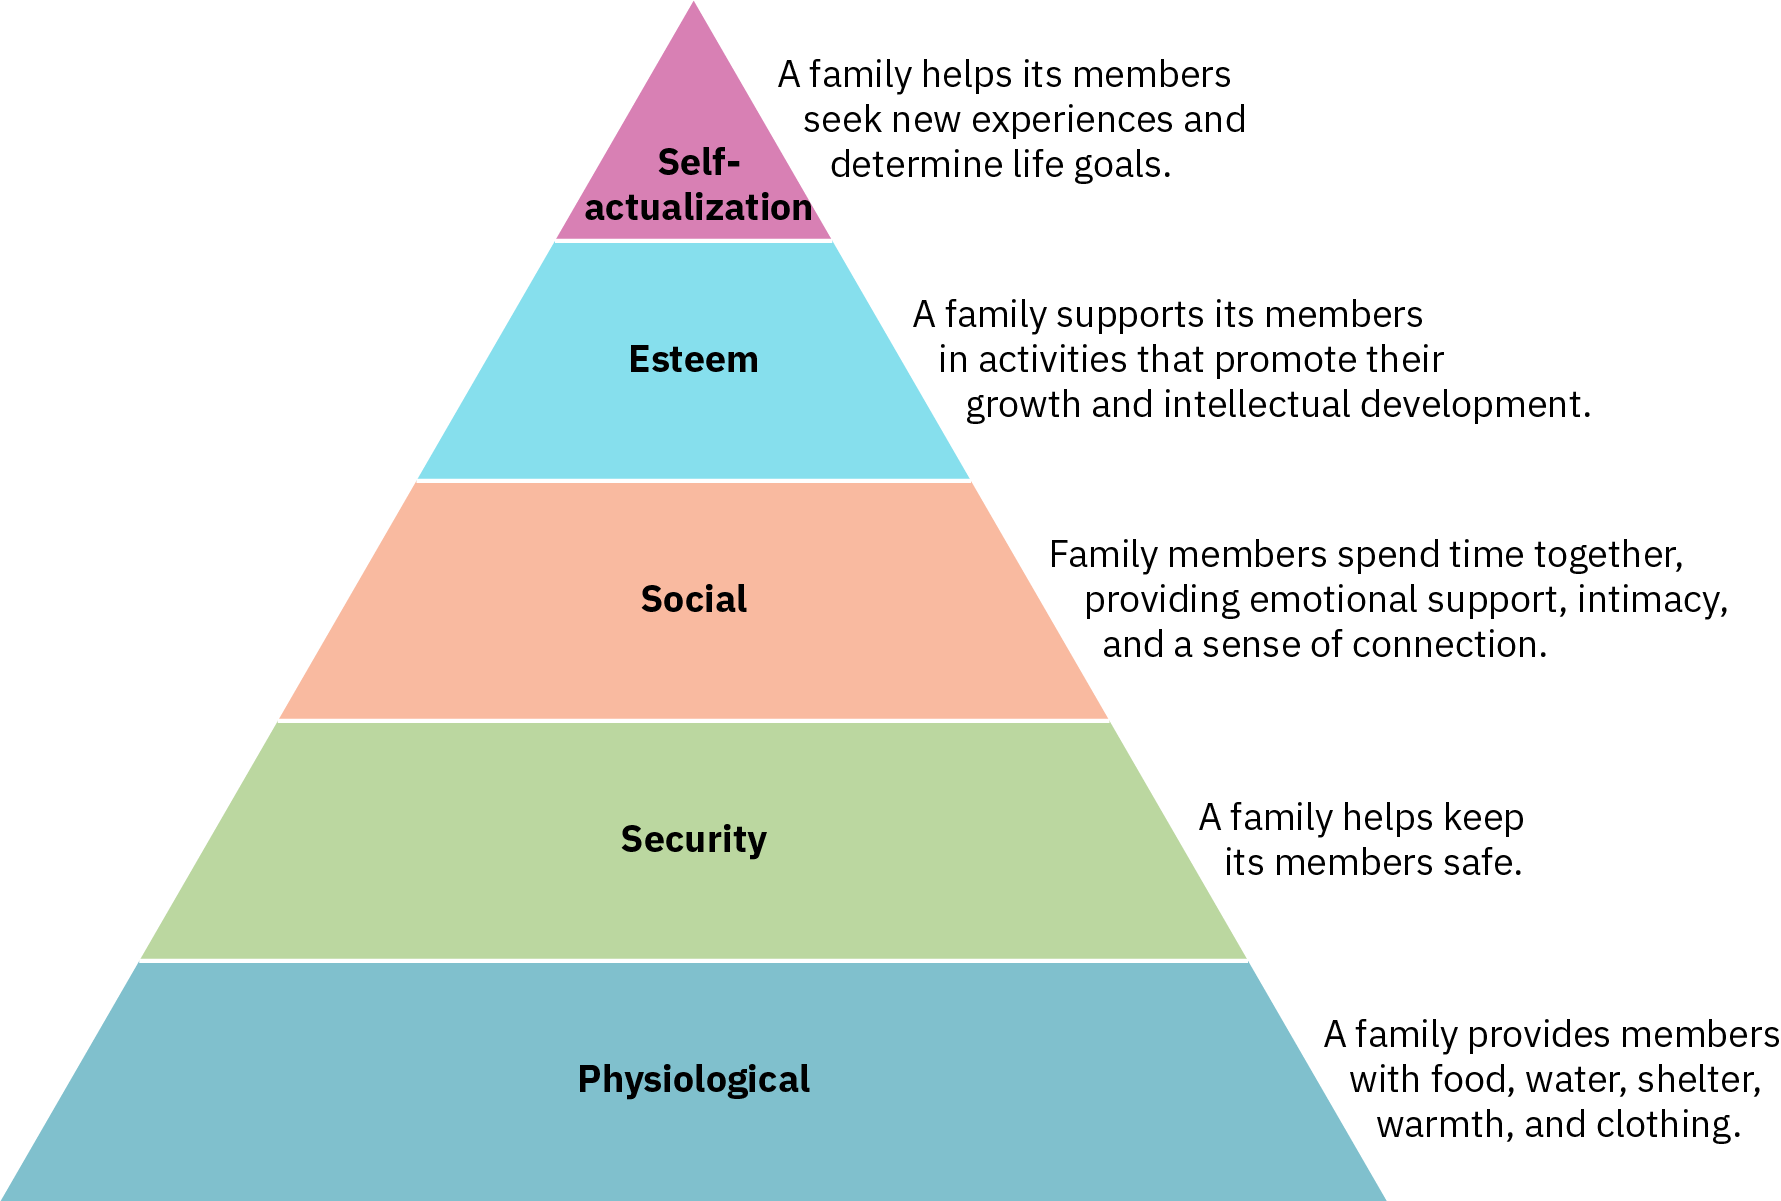 A family helps its members
seek new experiences and
determine life goals.
Self-
actualization
A family supports its members
in activities that promote their
growth and intellectual development.
Esteem
Family members spend time together,
providing emotional support, intimacy,
and a sense of connection.
Social
A family helps keep
its members safe.
Security
A family provides members
with food, water, shelter,
warmth, and clothing.
Physiological